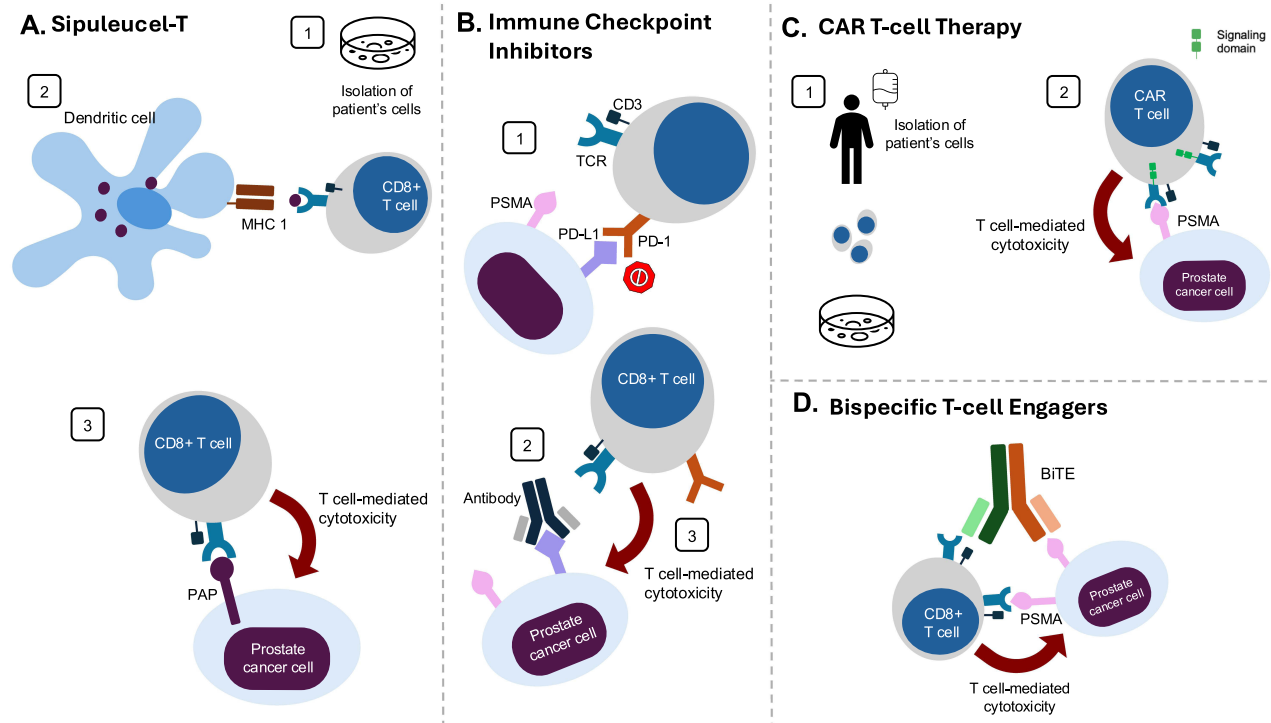 A. Sipuleucel-T
1
Isolation of
patient's cells
2
Dendritic cell
MHC 1
CD8+
T cell
3
CD8+ T cell
T cell-mediated
cytotoxicity
PAP
Prostate
cancer cell
B. Immune Checkpoint
Inhibitors
1
CD3
TCR
PSMA
PD-L1
PD-1
CD8+ T cell
2
Antibody
3
T cell-mediated
cytotoxicity
Prostate
cancer cell
C. CAR T-cell Therapy
Signaling
domain
1
Isolation of
patient's cells
2
CAR
T cell
T cell-mediated
cytotoxicity
PSMA
Prostate
cancer cell
D. Bispecific T-cell Engagers
BiTE
CD8+
T cell
PSMA
Prostate
cancer cell
T cell-mediated
cytotoxicity